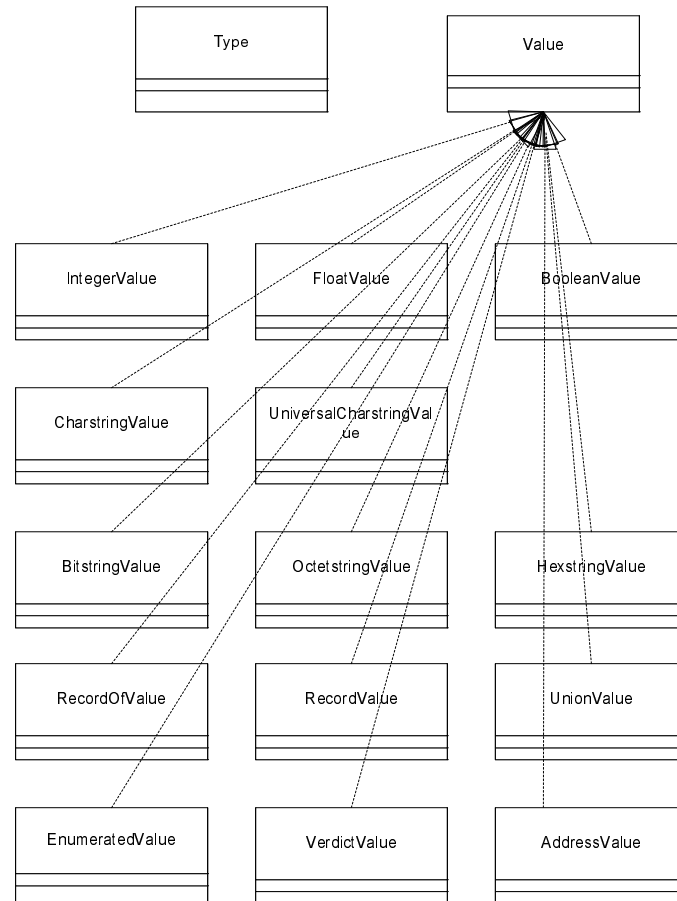 Type
Value
IntegerValue
FloatValue
BooleanValue
CharstringValue
UniversalCharstringVal
ue
BitstringValue
OctetstringValue
HexstringValue
RecordOfValue
RecordValue
UnionValue
EnumeratedValue
VerdictValue
AddressValue